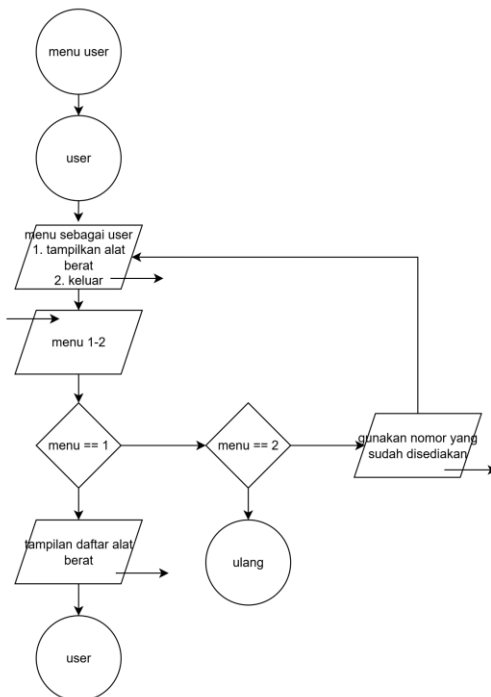 menu user
user
menu sebagai user
1. tampilkan alat
berat
2. keluar
menu 1-2
menu == 1
menu == 2
gunakan nomor yang
sudah disediakan
tampilan daftar alat
berat
ulang
user